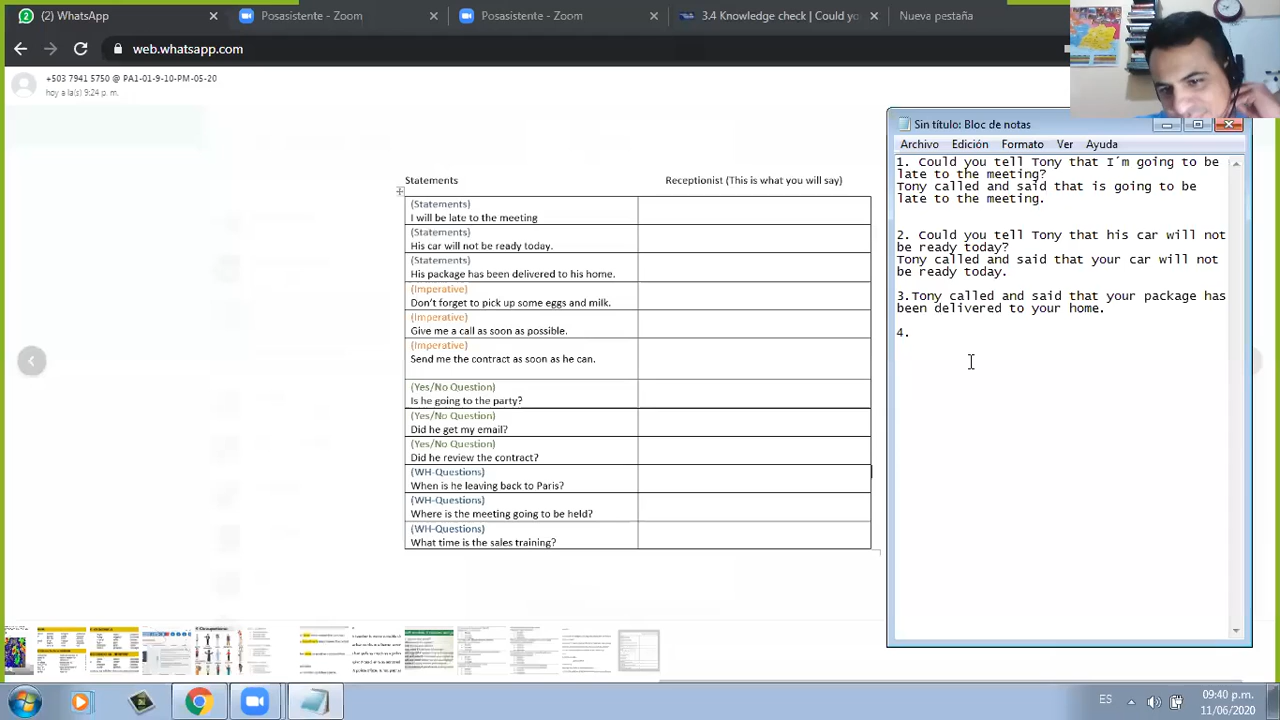 (2) WhatsApp
Posasistente - Zoom
Posasistente - Zoom
3.4 Knowledge check
Nueva pestaña
web.whatsapp.com
+503 7941 5750 @ PA1-01-9-10-PM-05-20
hoy a la(s) 9:24 p. m.
Statements
Receptionist (This is what you will say)
(Statements)
I will be late to the meeting
(Statements)
His car will not be ready today.
(Statements)
His package has been delivered to his home.
(Imperative)
Don't forget to pick up some eggs and milk.
(Imperative)
Give me a call as soon as possible.
(Imperative)
Send me the contract as soon as he can.
(Yes/No Question)
Is he going to the party?
(Yes/No Question)
Did he get my email?
(Yes/No Question)
Did he review the contract?
(WH-Questions)
When is he leaving back to Paris?
(WH-Questions)
Where is the meeting going to be held?
(WH-Questions)
What time is the sales training?
Sin título: Bloc de notas
Archivo Edición Formato Ver Ayuda
1. Could you tell Tony that I´m going to be
late to the meeting?
Tony called and said that is going to be
late to the meeting.
2. Could you tell Tony that his car will not
be ready today?
Tony called and said that your car will not
be ready today.
3.Tony called and said that your package has
been delivered to your home.
4.
ES
09:40 p.m.
11/06/2020